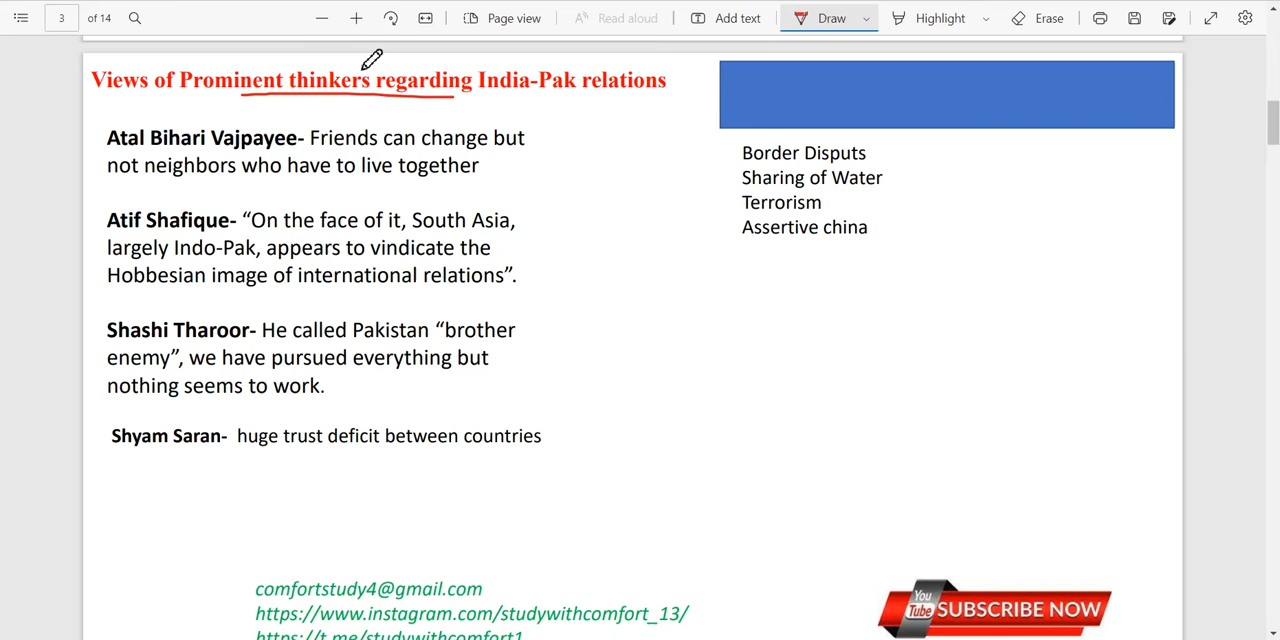 3
of 14
Page view
Read aloud
Add text
Draw
Highlight
Erase
Views of Prominent thinkers regarding India-Pak relations
Atal Bihari Vajpayee- Friends can change but
not neighbors who have to live together
Atif Shafique- “On the face of it, South Asia,
largely Indo-Pak, appears to vindicate the
Hobbesian image of international relations”.
Shashi Tharoor- He called Pakistan “brother
enemy”, we have pursued everything but
nothing seems to work.
Shyam Saran- huge trust deficit between countries
Border Disputs
Sharing of Water
Terrorism
Assertive china
comfortstudy4@gmail.com
https://www.instagram.com/studywithcomfort_13/
https://t.me/studywithcomfort1
You
Tube
SUBSCRIBE NOW